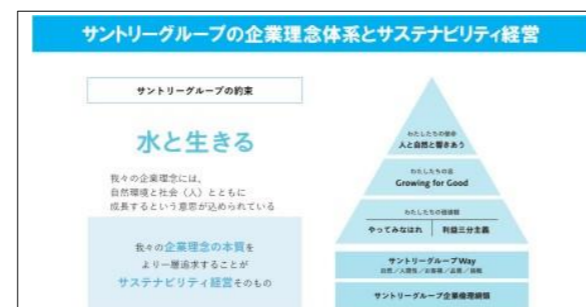 サントリーグループの企業理念体系とサステナビリティ経営
サントリーグループの約束
水と生きる
我々の企業理念には、
自然環境と社会（人）とともに
成長するという意思が込められている
我々の企業理念の本質を
より一層追求することが
サステナビリティ経営そのもの
わたしたちの使命
人と自然と響きあう
わたしたちの志
Growing for Good
わたしたちの価値観
やってみなはれ
利益三分主義
サントリーグループWay
サントリーグループ企業倫理綱領